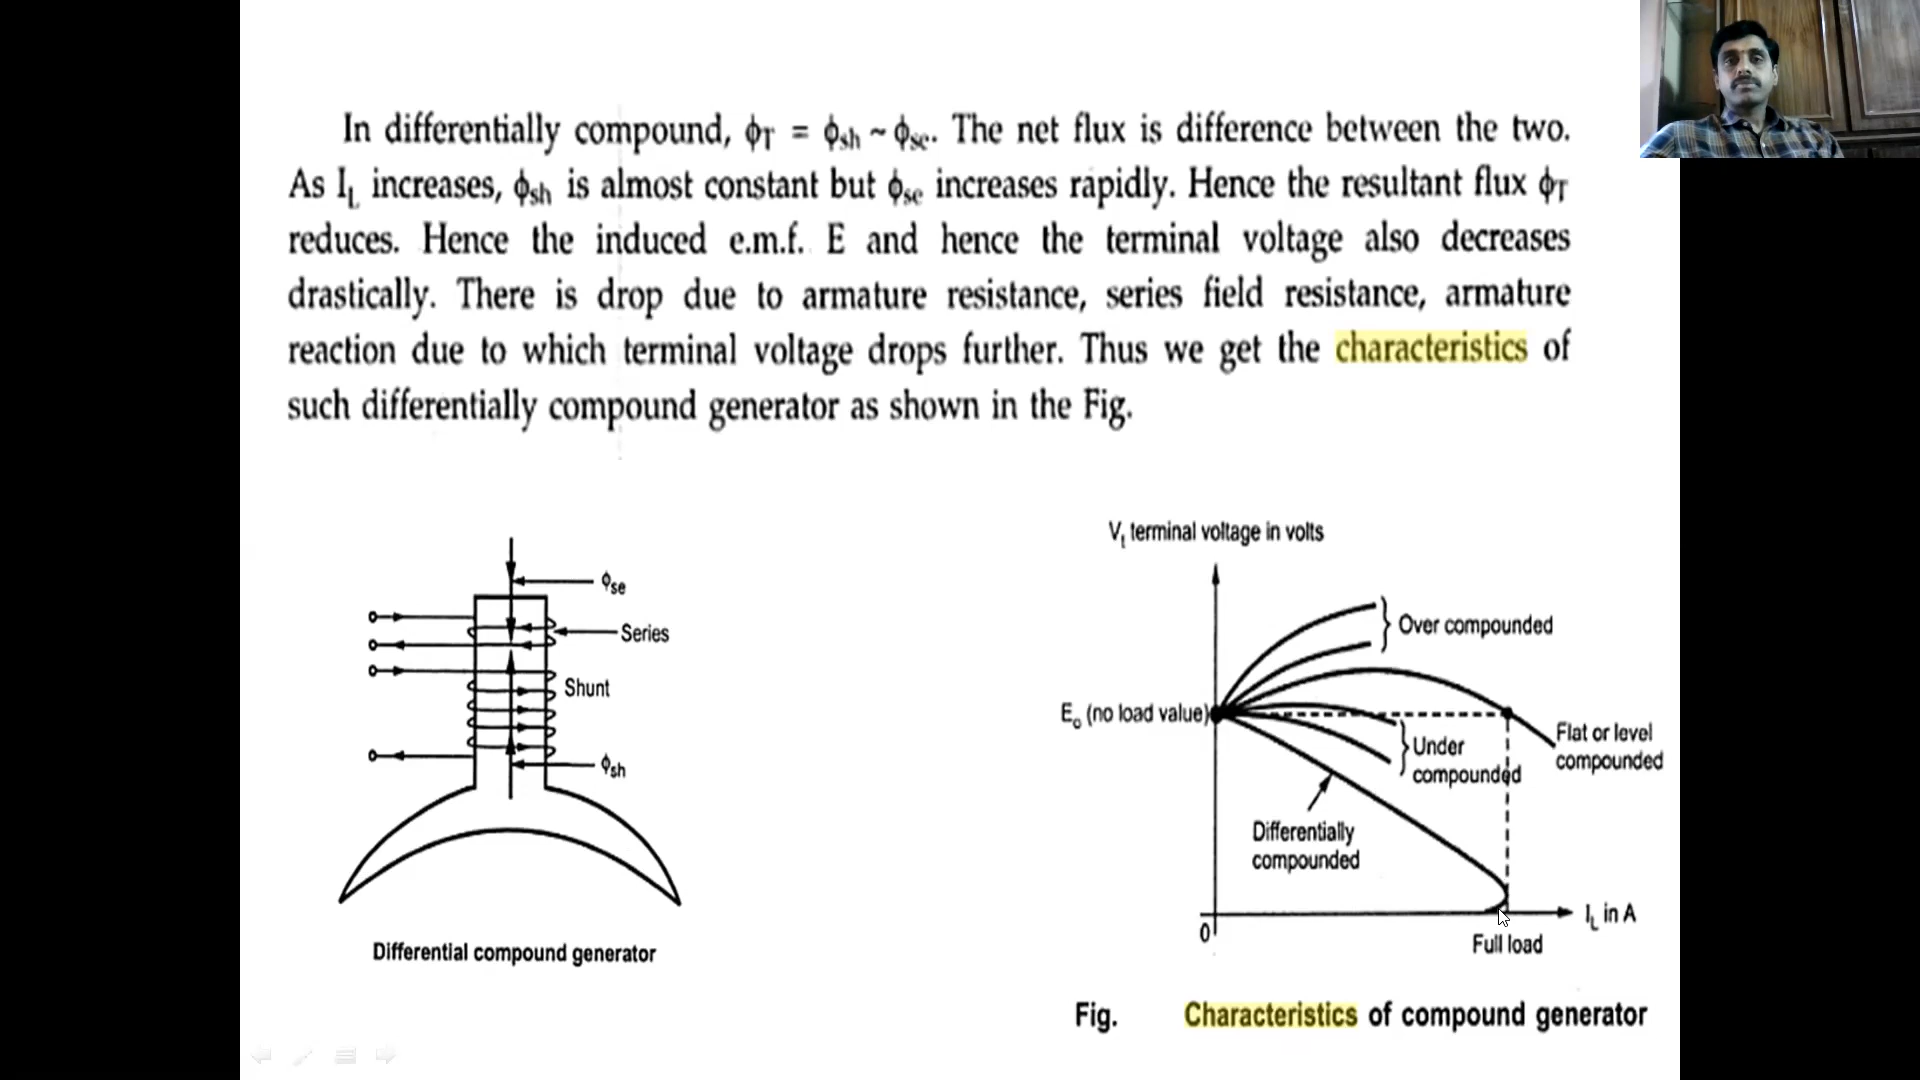 In differentially compound, ϕT = ϕsh ~ ϕse. The net flux is difference between the two.
As IL increases, ϕsh is almost constant but ϕse increases rapidly. Hence the resultant flux ϕT
reduces. Hence the induced e.m.f. E and hence the terminal voltage also decreases
drastically. There is drop due to armature resistance, series field resistance, armature
reaction due to which terminal voltage drops further. Thus we get the characteristics of
such differentially compound generator as shown in the Fig.
ϕse
Series
Shunt
ϕsh
Differential compound generator
Vt terminal voltage in volts
Over compounded
Eo (no load value)
Flat or level
compounded
Under
compounded
Differentially
compounded
0
IL in A
Full load
Fig. Characteristics of compound generator